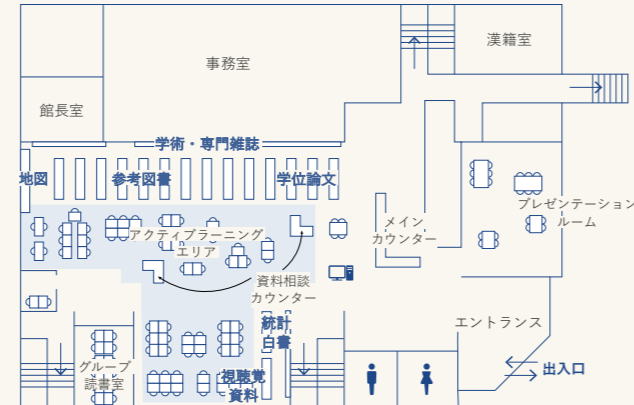 漢籍室
事務室
館長室
学術・専門雑誌
地図
参考図書
学位論文
プレゼンテーション
ルーム
メイン
カウンター
アクティブラーニング
エリア
資料相談
カウンター
統計
白書
エントランス
出入口
グループ
読書室
視聴覚
資料